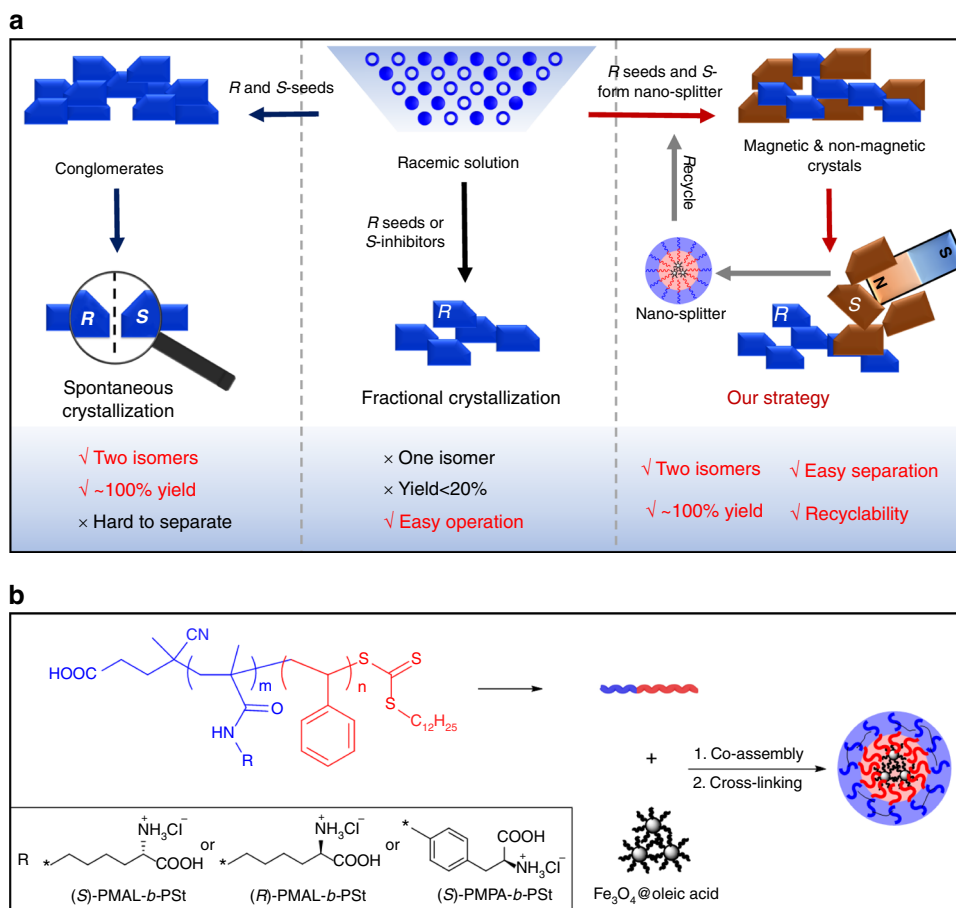 a
R and S-seeds
Conglomerates
R
S
Spontaneous
crystallization
√ Two isomers
√ ~100% yield
× Hard to separate
Racemic solution
R seeds or
S-inhibitors
R
Fractional crystallization
× One isomer
× Yield<20%
√ Easy operation
R seeds and S-
form nano-splitter
Magnetic & non-magnetic
crystals
Recycle
Nano-splitter
S
N
S
R
Our strategy
√ Two isomers
√ Easy separation
√ ~100% yield
√ Recyclability
b
HOOC
CN
m
n
S
S
S
C₁₂H₂₅
O
HN
R
+
1. Co-assembly
2. Cross-linking
Fe₃O₄@oleic acid
R
*
NH₃Cl⁻
+
COOH
(S)-PMAL-b-PSt
or
*
NH₃Cl⁻
+
COOH
(R)-PMAL-b-PSt
or
*
COOH
NH₃Cl⁻
+
(S)-PMPA-b-PSt